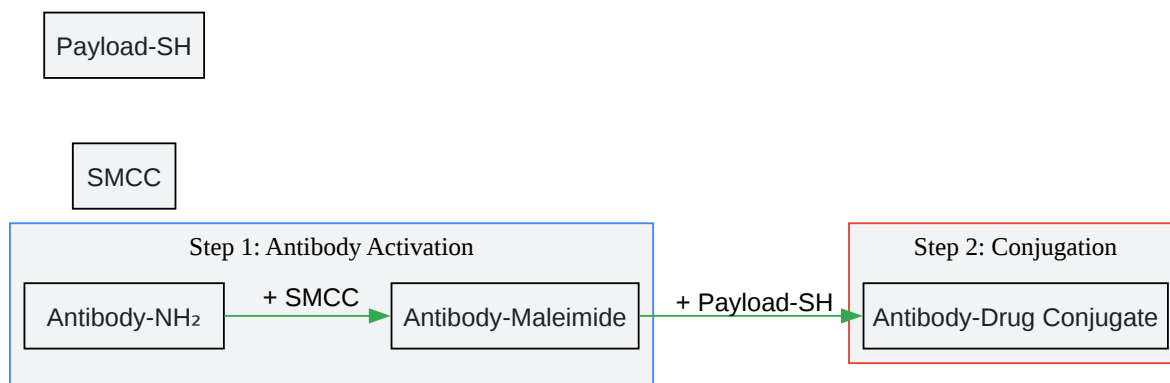 Payload-SH
SMCC
Step 1: Antibody Activation
Step 2: Conjugation
Antibody-NH₂
+ SMCC
Antibody-Maleimide
+ Payload-SH
Antibody-Drug Conjugate